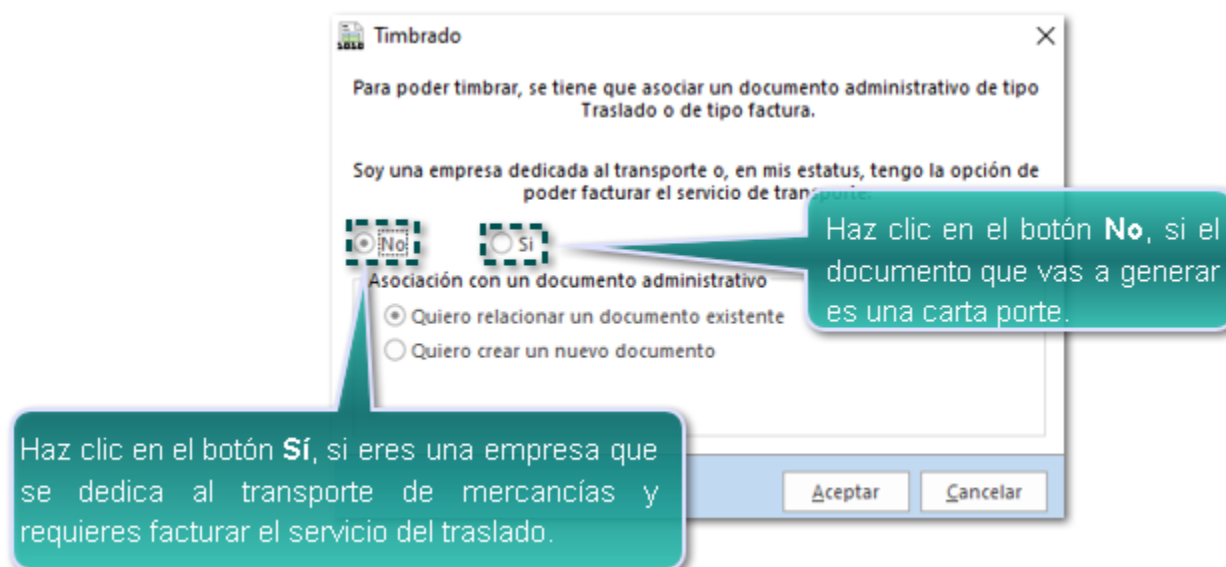 Timbrado
Para poder timbrar, se tiene que asociar un documento administrativo de tipo
Traslado o de tipo factura.
Soy una empresa dedicada al transporte o, en mis estatus, tengo la opción de
poder facturar el servicio de transporte.
No
Si
Haz clic en el botón No, si el
documento que vas a generar
es una carta porte.
Asociación con un documento administrativo
Quiero relacionar un documento existente
Quiero crear un nuevo documento
Haz clic en el botón Sí, si eres una empresa que
se dedica al transporte de mercancías y
requieres facturar el servicio del traslado.
Aceptar
Cancelar